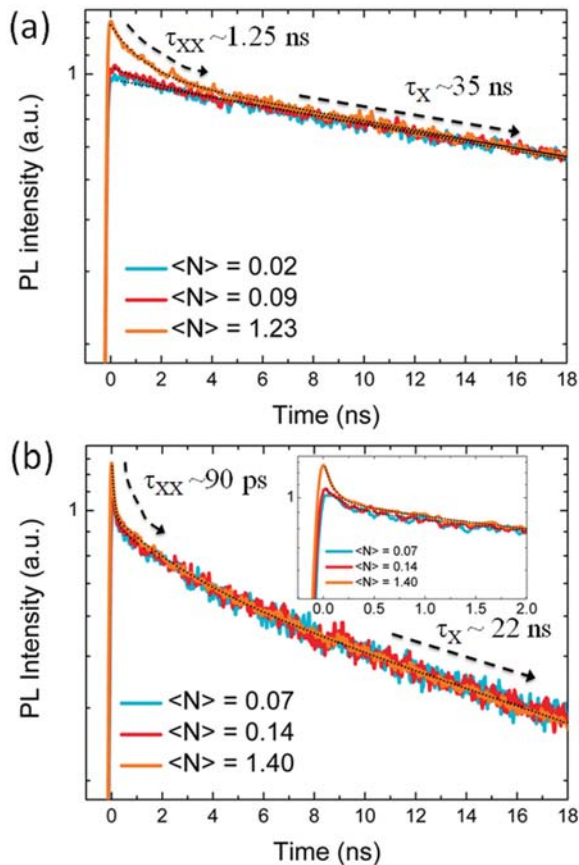 (a)
τXX ~1.25 ns
τX ~35 ns
1
PL intensity (a.u.)
<N> = 0.02
<N> = 0.09
<N> = 1.23
0 2 4 6 8 10 12 14 16 18
Time (ns)
(b)
τXX ~90 ps
1
<N> = 0.07
<N> = 0.14
<N> = 1.40
0.0 0.5 1.0 1.5 2.0
1
τX ~ 22 ns
PL Intensity (a.u.)
<N> = 0.07
<N> = 0.14
<N> = 1.40
0 2 4 6 8 10 12 14 16 18
Time (ns)